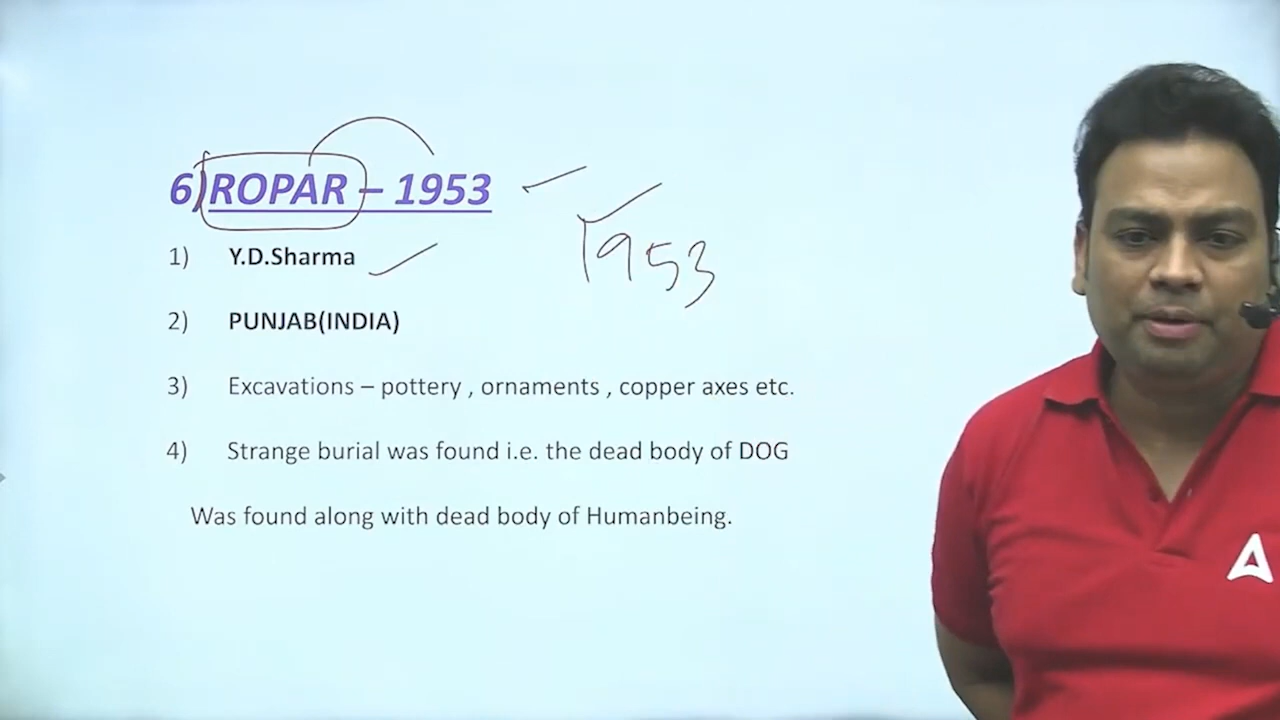 6) ROPAR – 1953
1953
1) Y.D.Sharma
2) PUNJAB(INDIA)
3) Excavations – pottery , ornaments , copper axes etc.
4) Strange burial was found i.e. the dead body of DOG
Was found along with dead body of Humanbeing.